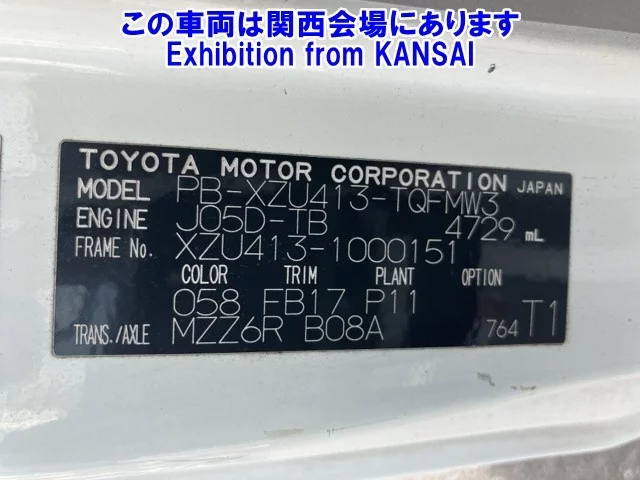 この車両は関西会場にあります
Exhibition from KANSAI
TOYOTA MOTOR CORPORATION JAPAN
MODEL PB-XZU413-TQFMW3
ENGINE J05D-TB 4729 mL
FRAME No. XZU413-1000151
COLOR TRIM PLANT OPTION
058 FB17 P11
TRANS./AXLE MZZ6R B08A 764 T1